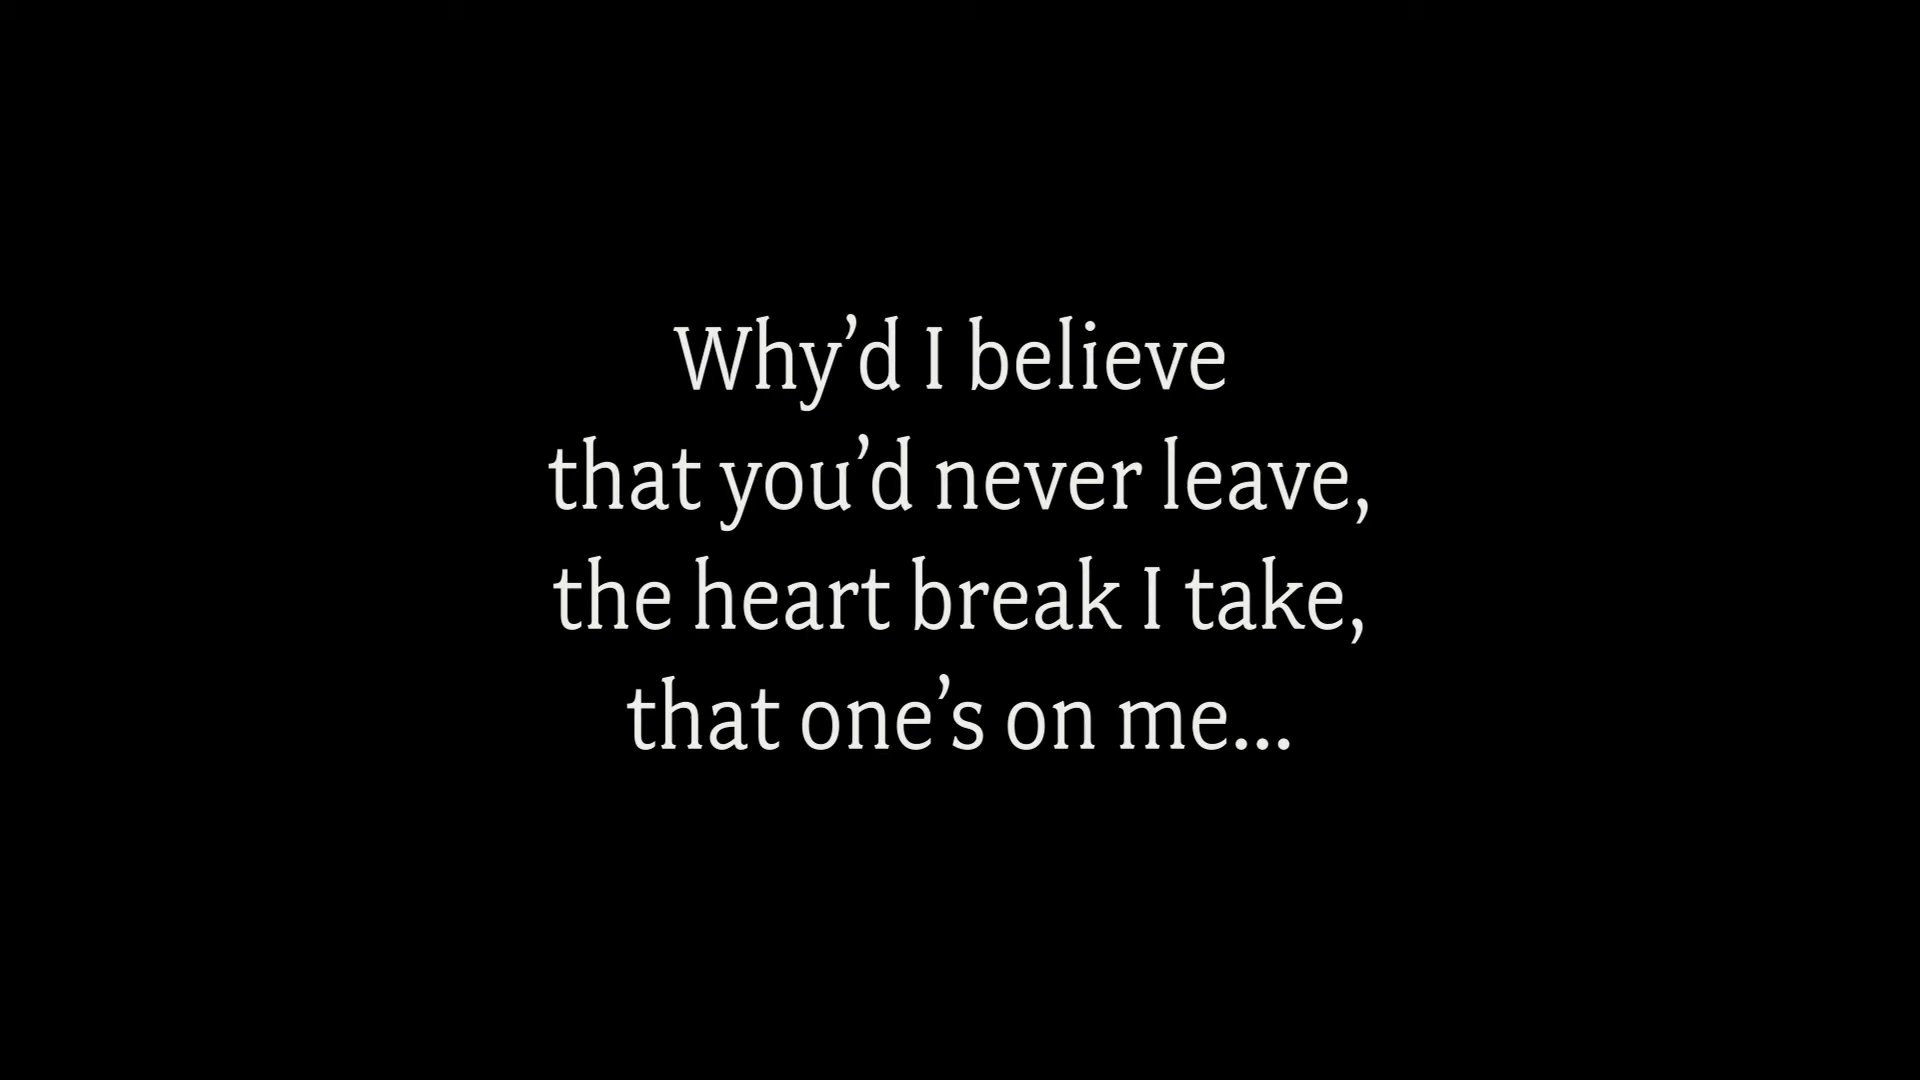 Why’d I believe
that you’d never leave,
the heart break I take,
that one’s on me...